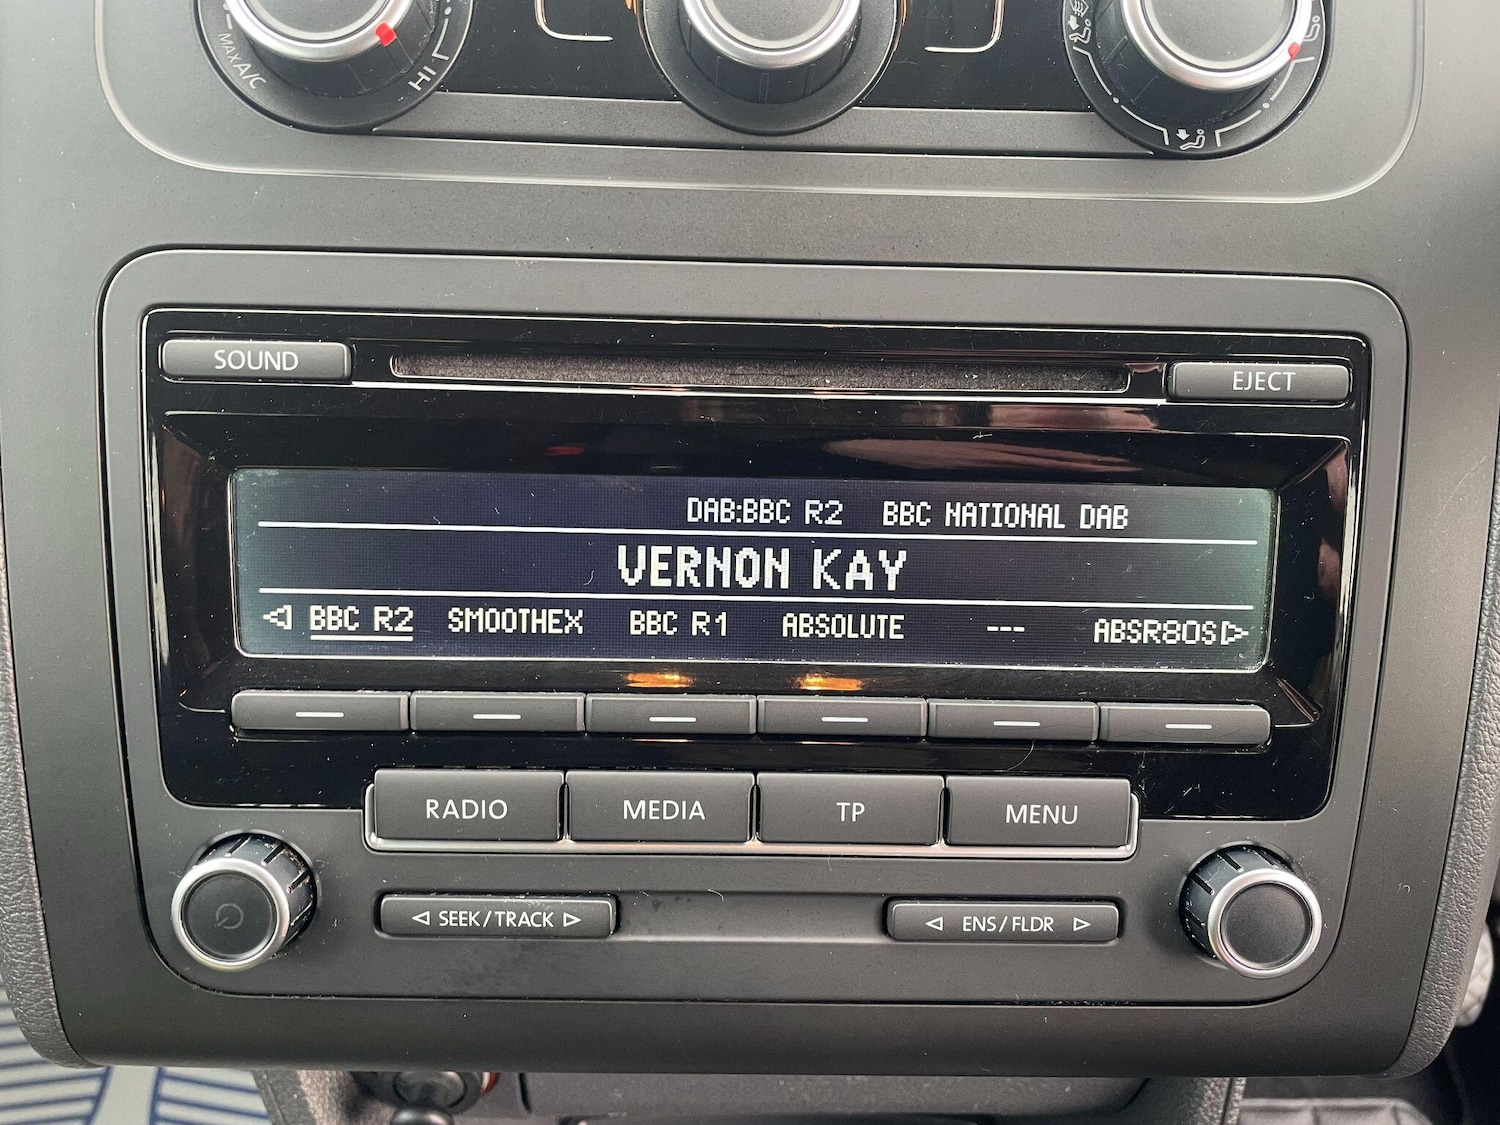 MAX A/C
HI
SOUND
EJECT
DAB:BBC R2 BBC NATIONAL DAB
VERNON KAY
BBC R2 SMOOTHEX BBC R1 ABSOLUTE --- ABSR80S
RADIO MEDIA TP MENU
SEEK/TRACK ENS/FLDR